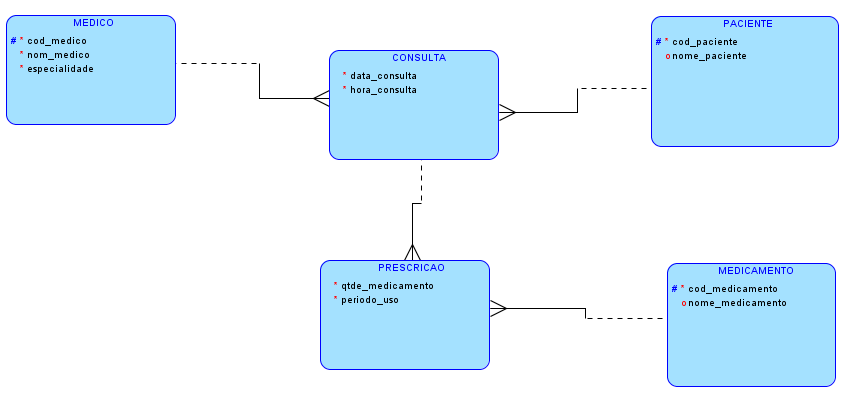 MEDICO
# * cod_medico
* nom_medico
* especialidade
CONSULTA
* data_consulta
* hora_consulta
PACIENTE
# * cod_paciente
o nome_paciente
PRESCRICAO
* qtde_medicamento
* periodo_uso
MEDICAMENTO
# * cod_medicamento
o nome_medicamento